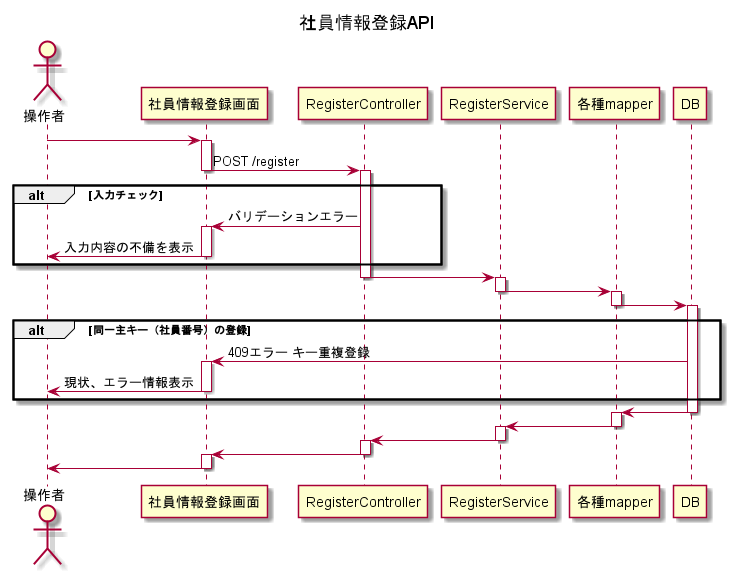 社員情報登録API
操作者
社員情報登録画面
RegisterController
RegisterService
各種mapper
DB
POST /register
alt
[入力チェック]
バリデーションエラー
入力内容の不備を表示
alt
[同一主キー（社員番号）の登録]
409エラー キー重複登録
現状、エラー情報表示
操作者
社員情報登録画面
RegisterController
RegisterService
各種mapper
DB